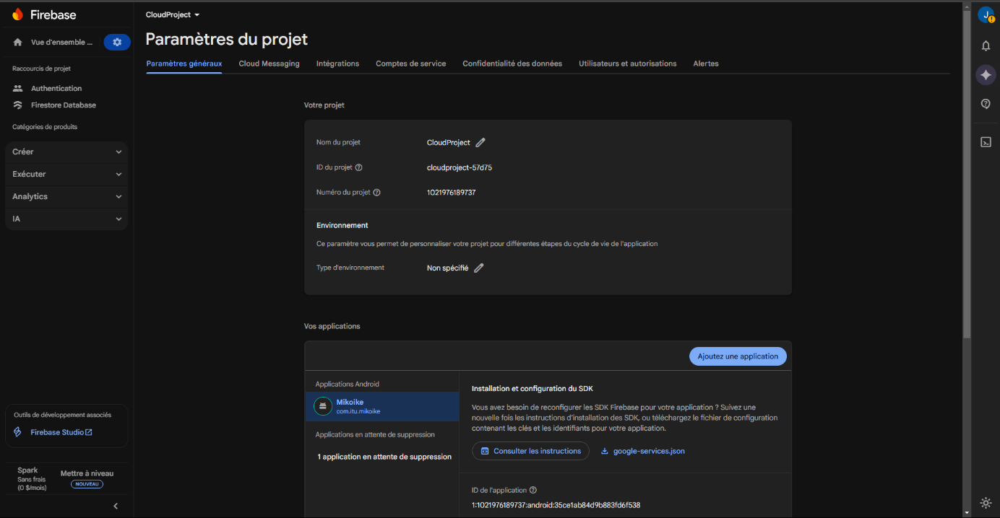 Firebase
Vue d'ensemble ...
Raccourcis de projet
Authentication
Firestore Database
Catégories de produits
Créer
Exécuter
Analytics
IA
Outils de développement associés
Firebase Studio
Spark
Sans frais
(0 $/mois)
Mettre à niveau
NOUVEAU
CloudProject
Paramètres du projet
Paramètres généraux
Cloud Messaging
Intégrations
Comptes de service
Confidentialité des données
Utilisateurs et autorisations
Alertes
Votre projet
Nom du projet
CloudProject
ID du projet
cloudproject-57d75
Numéro du projet
1021976189737
Environnement
Ce paramètre vous permet de personnaliser votre projet pour différentes étapes du cycle de vie de l'application
Type d'environnement
Non spécifié
Vos applications
Ajoutez une application
Applications Android
Mikoike
com.itu.mikoike
Applications en attente de suppression
1 application en attente de suppression
Installation et configuration du SDK
Vous avez besoin de reconfigurer les SDK Firebase pour votre application ? Suivez une
nouvelle fois les instructions d'installation des SDK, ou téléchargez le fichier de configuration
contenant les clés et les identifiants pour votre application.
Consulter les instructions
google-services.json
ID de l'application
1:1021976189737:android:35ce1ab84d9b883fd6f538
J